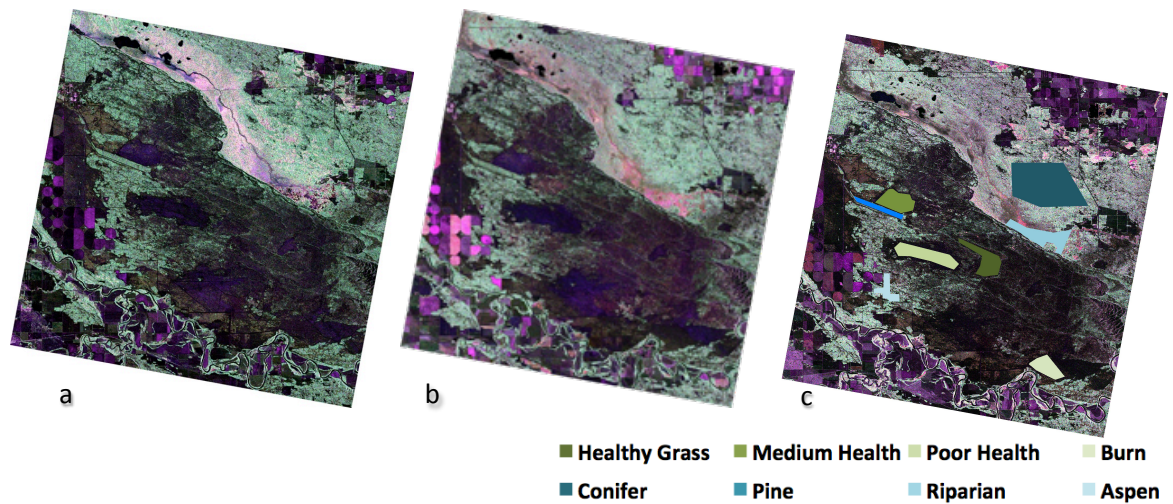 a
b
c
Healthy Grass Medium Health Poor Health Burn
Conifer Pine Riparian Aspen